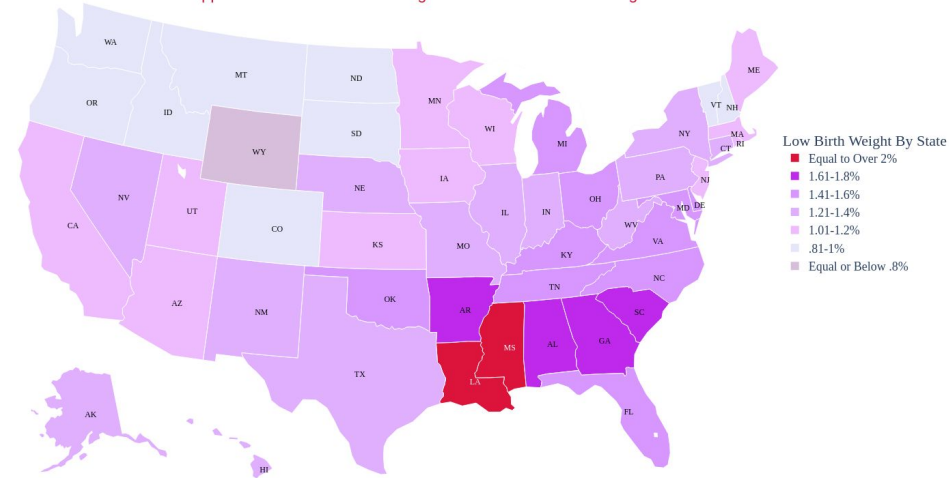 WA
ME
MT
ND
VT
NH
MN
OR
ID
SD
WI
MA
RI
NY
CT
MI
WY
PA
IA
NJ
NE
OH
NV
IL
IN
MD
DE
UT
CA
CO
WV
VA
KS
MO
KY
NC
TN
AZ
NM
OK
AR
SC
MS
AL
GA
TX
LA
FL
AK
HI
Low Birth Weight By State
Equal to Over 2%
1.61-1.8%
1.41-1.6%
1.21-1.4%
1.01-1.2%
.81-1%
Equal or Below .8%